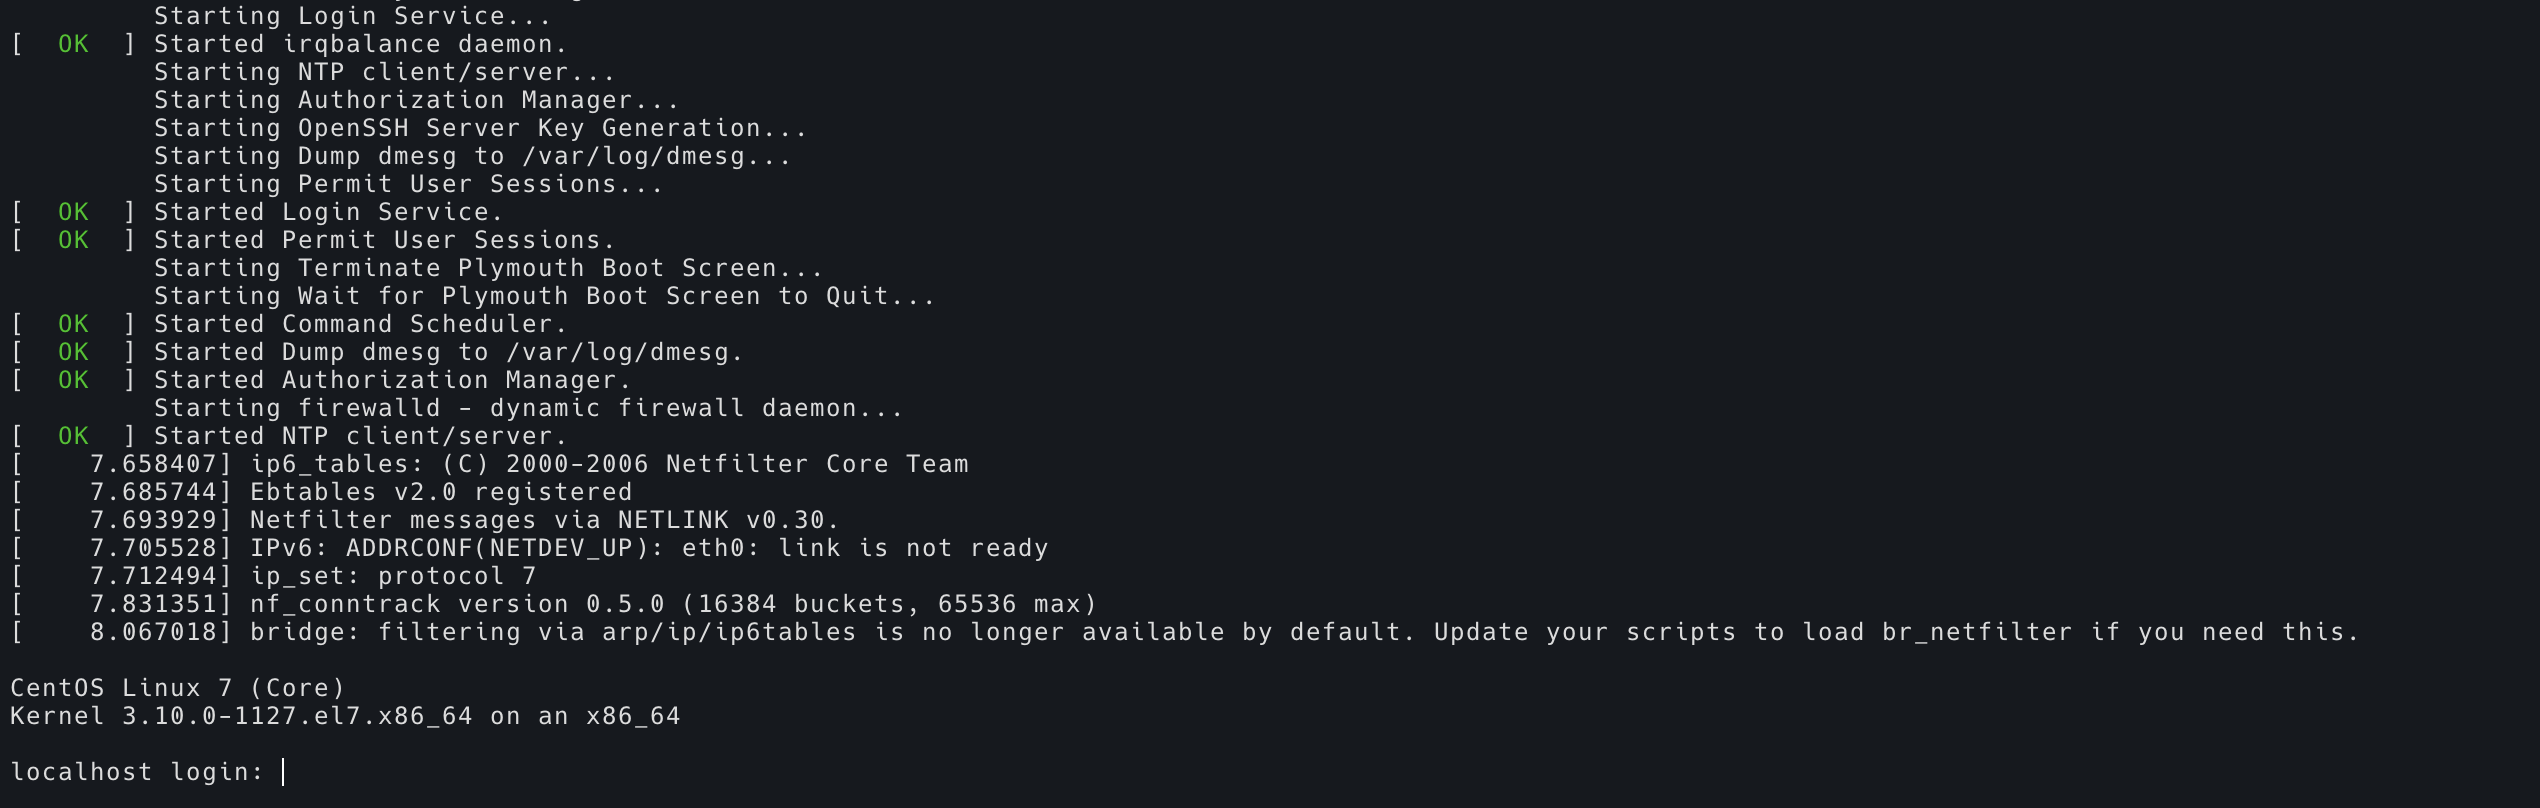 Starting Login Service...
[  OK  ] Started irqbalance daemon.
Starting NTP client/server...
Starting Authorization Manager...
Starting OpenSSH Server Key Generation...
Starting Dump dmesg to /var/log/dmesg...
Starting Permit User Sessions...
[  OK  ] Started Login Service.
[  OK  ] Started Permit User Sessions.
Starting Terminate Plymouth Boot Screen...
Starting Wait for Plymouth Boot Screen to Quit...
[  OK  ] Started Command Scheduler.
[  OK  ] Started Dump dmesg to /var/log/dmesg.
[  OK  ] Started Authorization Manager.
Starting firewalld - dynamic firewall daemon...
[  OK  ] Started NTP client/server.
[    7.658407] ip6_tables: (C) 2000-2006 Netfilter Core Team
[    7.685744] Ebtables v2.0 registered
[    7.693929] Netfilter messages via NETLINK v0.30.
[    7.705528] IPv6: ADDRCONF(NETDEV_UP): eth0: link is not ready
[    7.712494] ip_set: protocol 7
[    7.831351] nf_conntrack version 0.5.0 (16384 buckets, 65536 max)
[    8.067018] bridge: filtering via arp/ip/ip6tables is no longer available by default. Update your scripts to load br_netfilter if you need this.
CentOS Linux 7 (Core)
Kernel 3.10.0-1127.el7.x86_64 on an x86_64
localhost login: